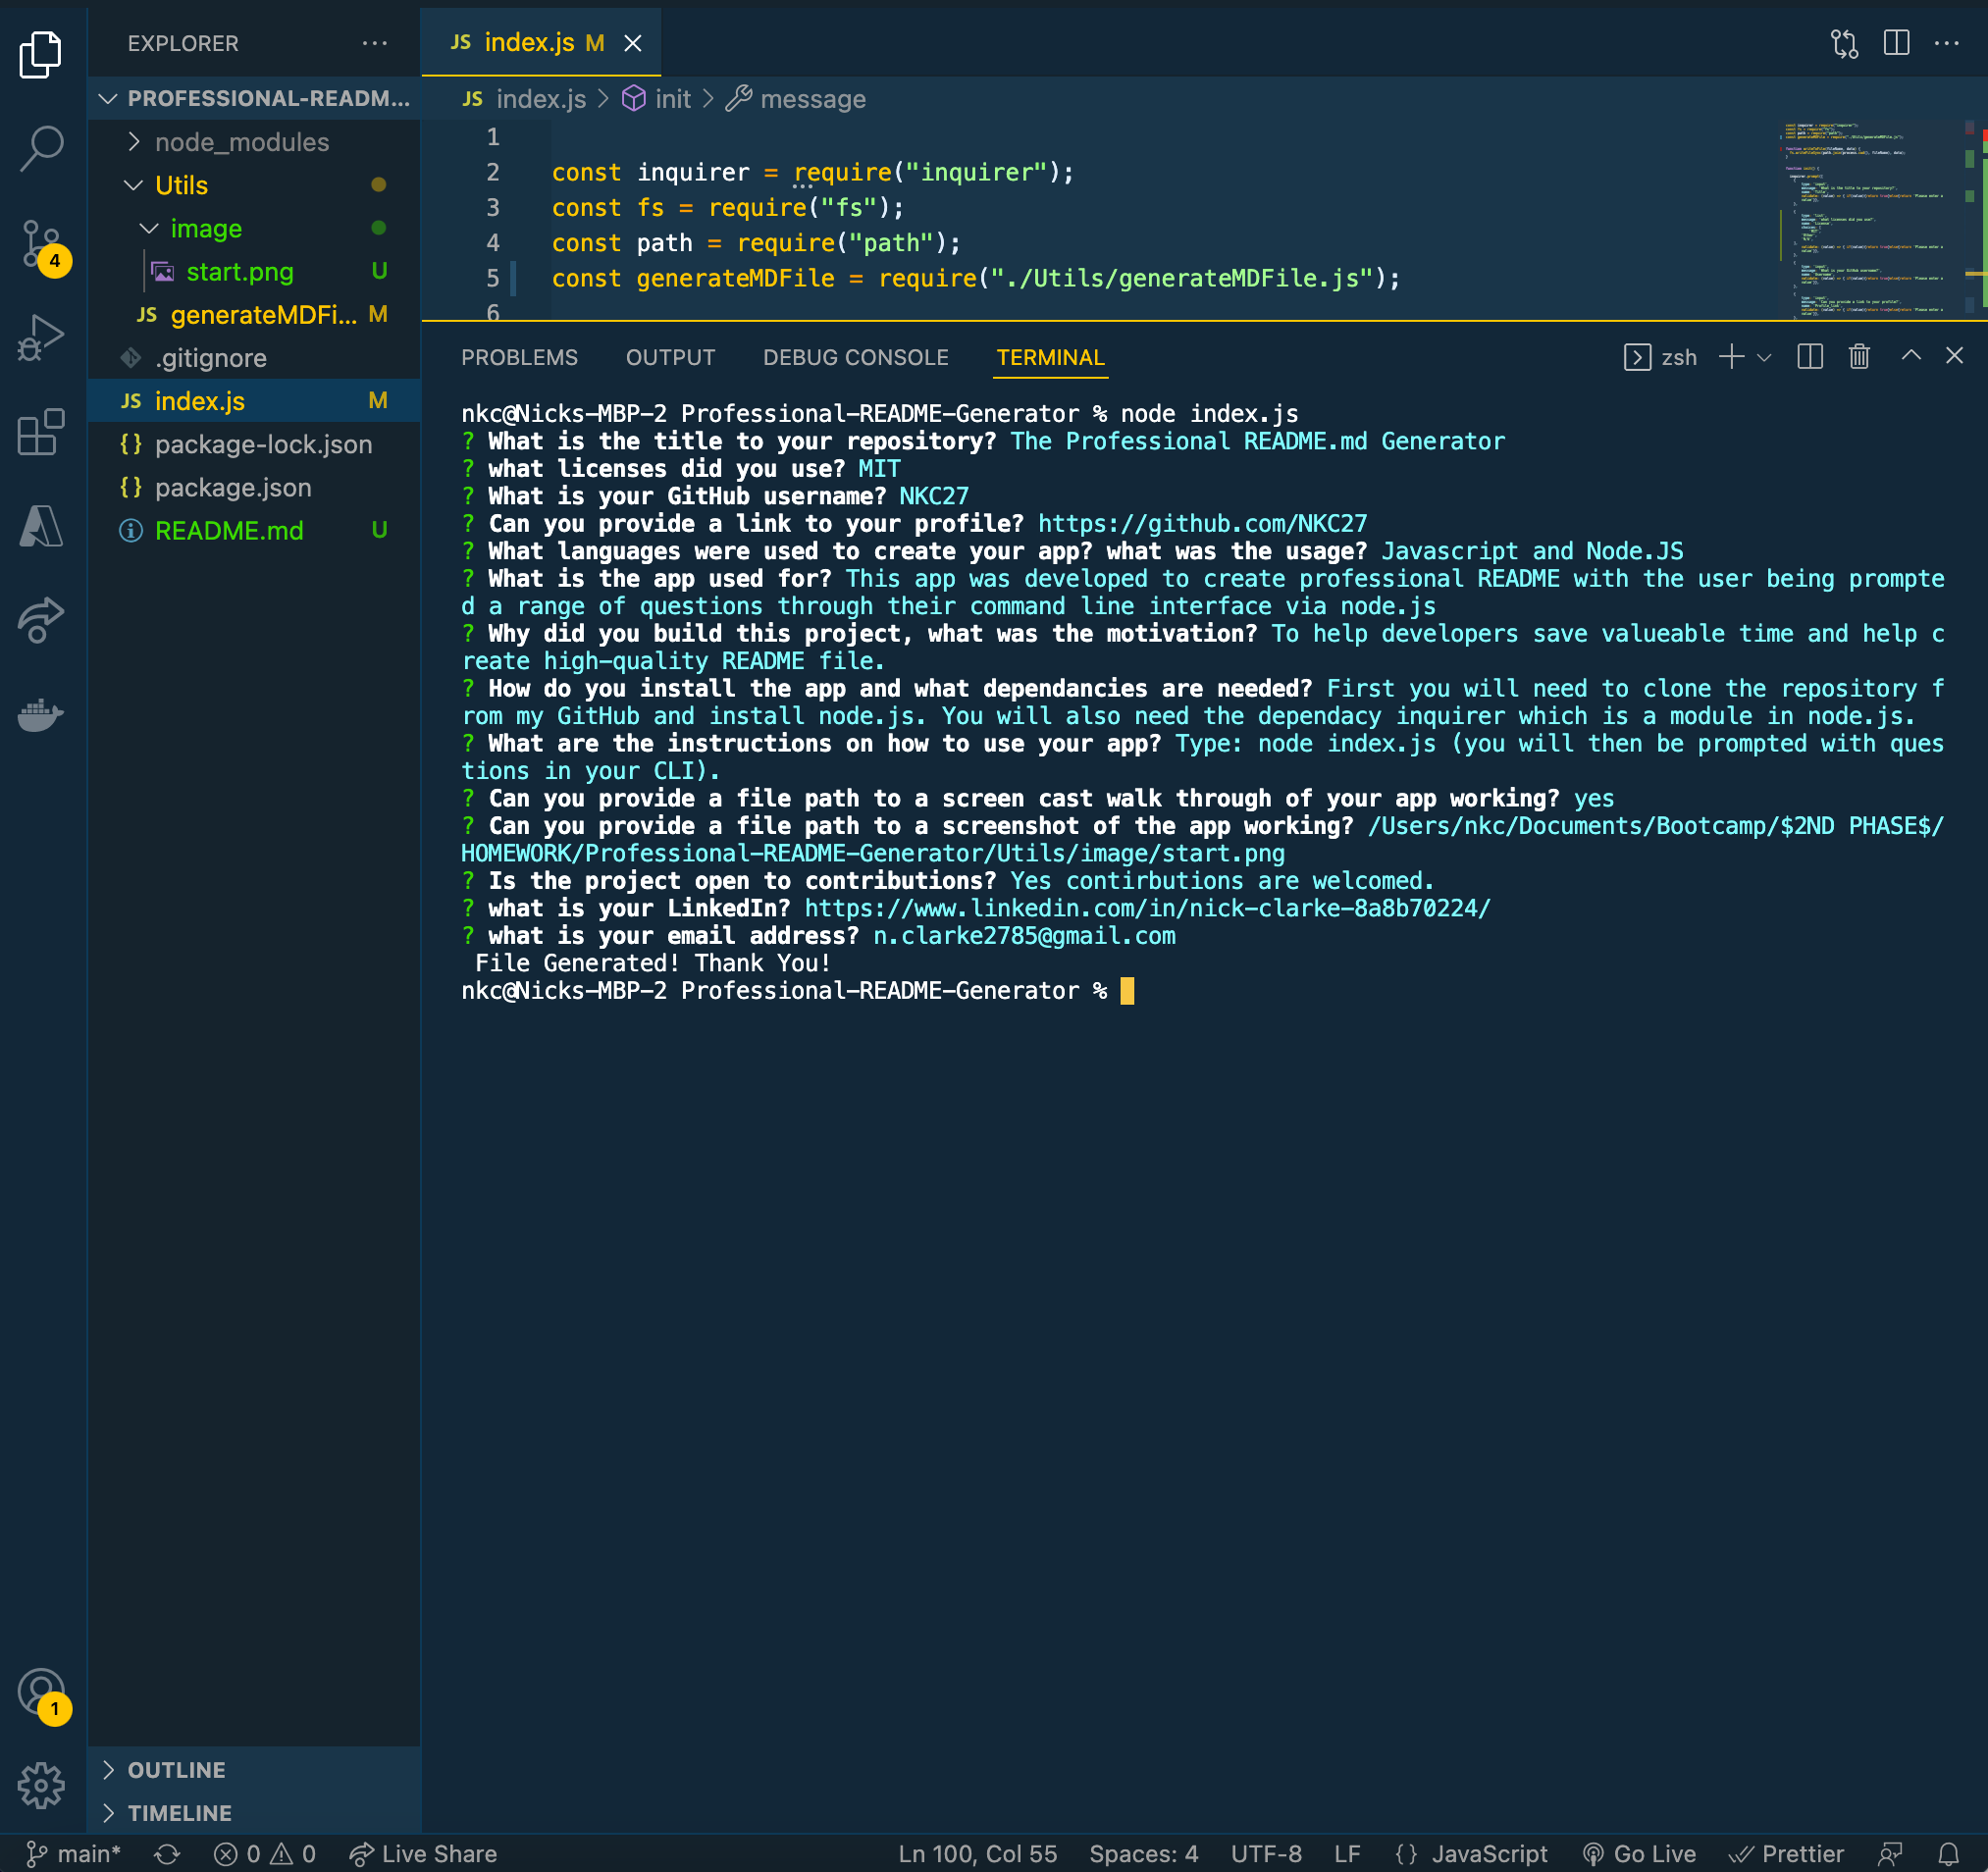 EXPLORER
PROFESSIONAL-READM...
node_modules
Utils
image
start.png U
JS generateMDFi... M
.gitignore
JS index.js M
{} package-lock.json
{} package.json
README.md U
OUTLINE
TIMELINE
4
1
JS index.js M
JS index.js > init > message
1
2 const inquirer = require("inquirer");
3 const fs = require("fs");
4 const path = require("path");
5 const generateMDFile = require("./Utils/generateMDFile.js");
6
PROBLEMS OUTPUT DEBUG CONSOLE TERMINAL zsh
nkc@Nicks-MBP-2 Professional-README-Generator % node index.js
? What is the title to your repository? The Professional README.md Generator
? what licenses did you use? MIT
? What is your GitHub username? NKC27
? Can you provide a link to your profile? https://github.com/NKC27
? What languages were used to create your app? what was the usage? Javascript and Node.JS
? What is the app used for? This app was developed to create professional README with the user being prompte
d a range of questions through their command line interface via node.js
? Why did you build this project, what was the motivation? To help developers save valueable time and help c
reate high-quality README file.
? How do you install the app and what dependancies are needed? First you will need to clone the repository f
rom my GitHub and install node.js. You will also need the dependacy inquirer which is a module in node.js.
? What are the instructions on how to use your app? Type: node index.js (you will then be prompted with ques
tions in your CLI).
? Can you provide a file path to a screen cast walk through of your app working? yes
? Can you provide a file path to a screenshot of the app working? /Users/nkc/Documents/Bootcamp/$2ND PHASE$/
HOMEWORK/Professional-README-Generator/Utils/image/start.png
? Is the project open to contributions? Yes contirbutions are welcomed.
? what is your LinkedIn? https://www.linkedin.com/in/nick-clarke-8a8b70224/
? what is your email address? n.clarke2785@gmail.com
File Generated! Thank You!
nkc@Nicks-MBP-2 Professional-README-Generator %
main* 0 0 Live Share Ln 100, Col 55 Spaces: 4 UTF-8 LF {} JavaScript Go Live Prettier